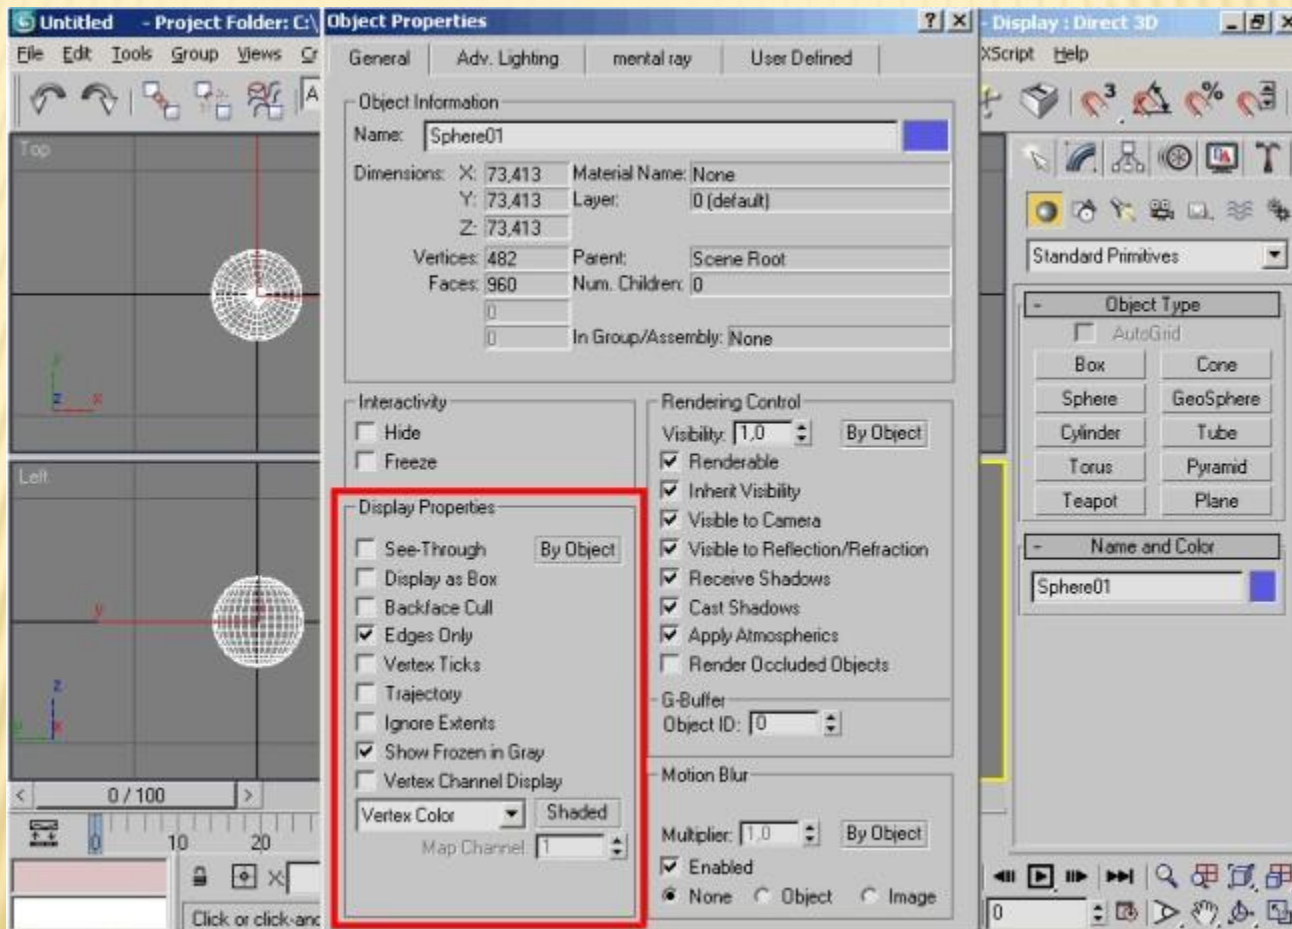 Untitled - Project Folder: C:\
Object Properties
- Display : Direct 3D
File Edit Tools Group Views Cr
XScript Help
General Adv. Lighting mental ray User Defined
Object Information
Name: Sphere01
Dimensions: X: 73,413 Material Name: None
Y: 73,413 Layer: 0 (default)
Z: 73,413
Vertices: 482 Parent: Scene Root
Faces: 960 Num. Children: 0
0
0 In Group/Assembly: None
Interactivity
Hide
Freeze
Display Properties
See-Through By Object
Display as Box
Backface Cull
Edges Only
Vertex Ticks
Trajectory
Ignore Extents
Show Frozen in Gray
Vertex Channel Display
Vertex Color Shaded
Map Channel: 1
Rendering Control
Visibility: 1,0 By Object
Renderable
Inherit Visibility
Visible to Camera
Visible to Reflection/Refraction
Receive Shadows
Cast Shadows
Apply Atmospherics
Render Occluded Objects
G-Buffer
Object ID: 0
Motion Blur
Multiplier: 1,0 By Object
Enabled
None Object Image
A
Top
y
z x
Left
y
z
y x
< 0 / 100 >
0 10 20
X:
Click or click-and
3 %
Standard Primitives
- Object Type
AutoGrid
Box Cone
Sphere GeoSphere
Cylinder Tube
Torus Pyramid
Teapot Plane
- Name and Color
Sphere01
0